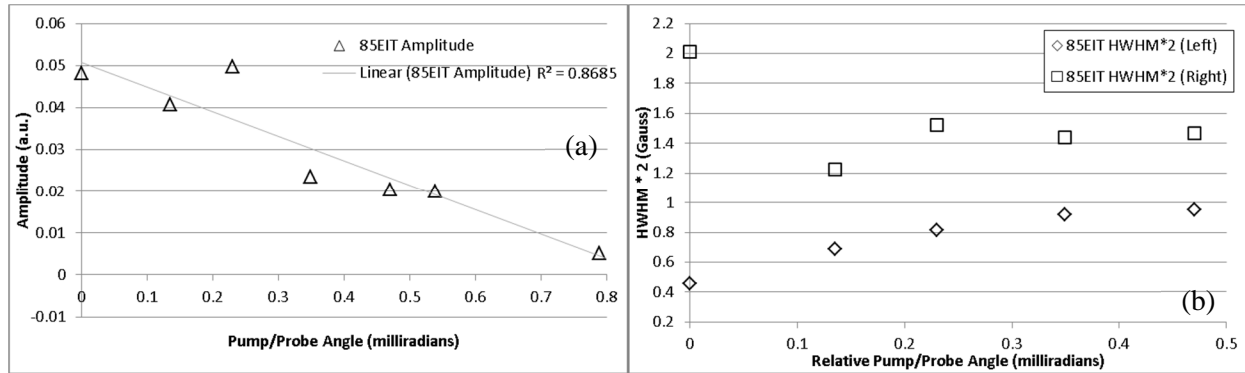 0.06
0.05
0.04
0.03
0.02
0.01
0
-0.01
Amplitude (a.u.)
85EIT Amplitude
Linear (85EIT Amplitude) R² = 0.8685
(a)
0 0.1 0.2 0.3 0.4 0.5 0.6 0.7 0.8
Pump/Probe Angle (milliradians)
2.2
2
1.8
1.6
1.4
1.2
1
0.8
0.6
0.4
0.2
HWHM * 2 (Gauss)
85EIT HWHM*2 (Left)
85EIT HWHM*2 (Right)
(b)
0 0.1 0.2 0.3 0.4 0.5
Relative Pump/Probe Angle (milliradians)